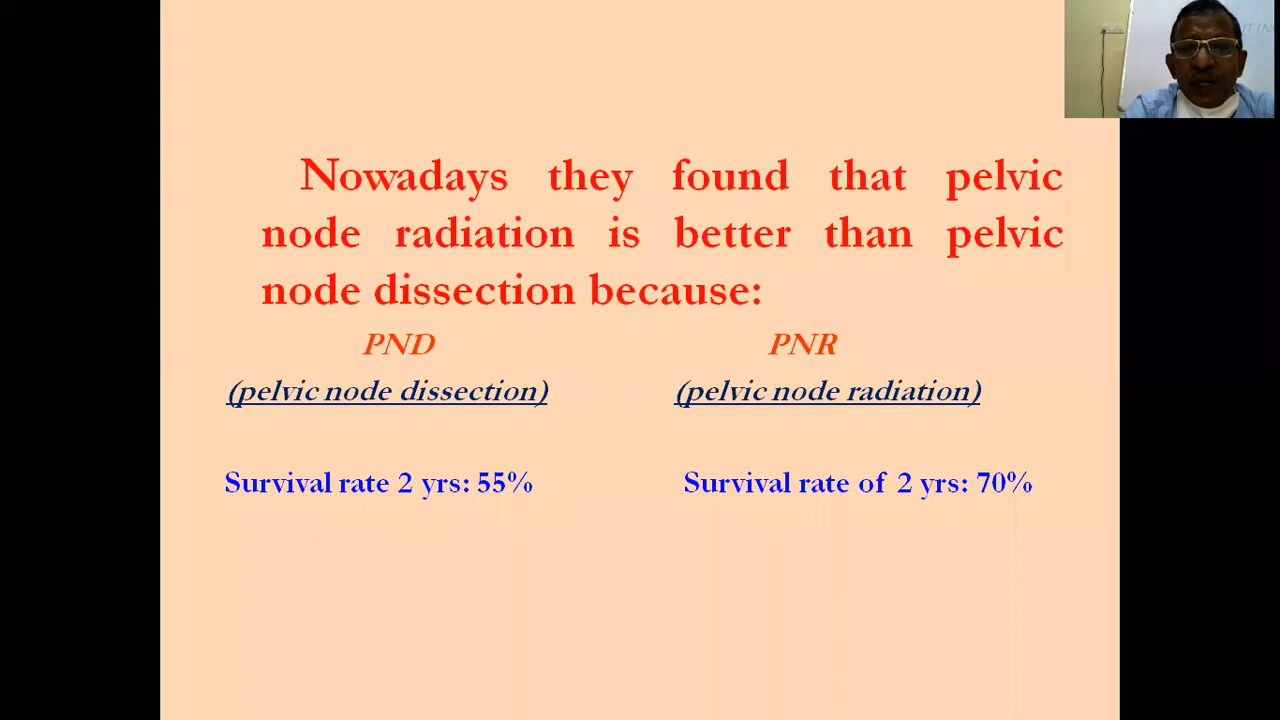 Nowadays they found that pelvic
node radiation is better than pelvic
node dissection because:
PND PNR
(pelvic node dissection) (pelvic node radiation)
Survival rate 2 yrs: 55% Survival rate of 2 yrs: 70%